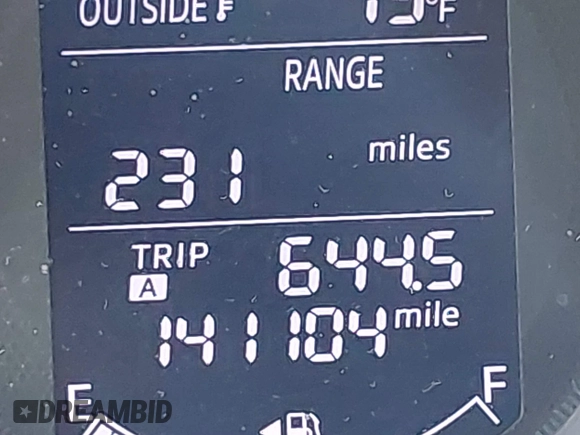 OUTSIDE °F
RANGE
231 miles
TRIP A 644.5
141104 mile
E F
DREAMBID